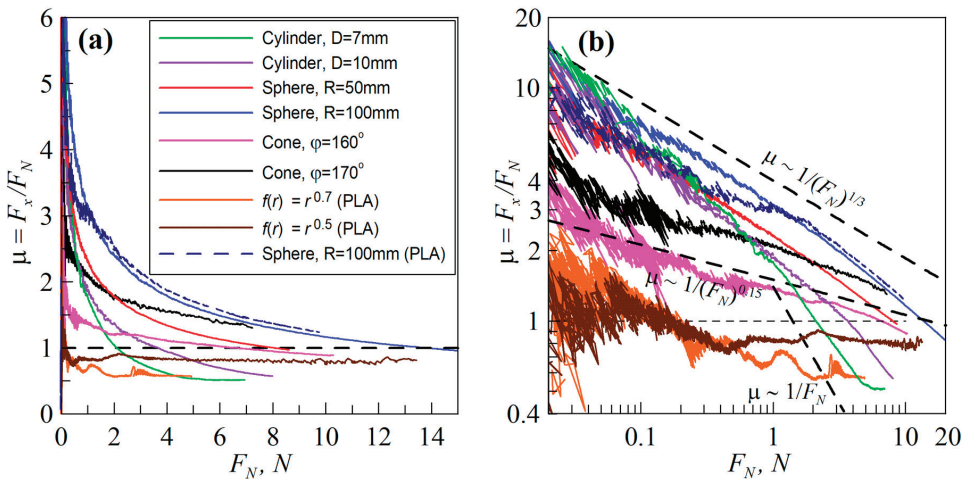 (a)
μ = Fx/FN
6
5
4
3
2
1
0
0 2 4 6 8 10 12 14
FN, N
Cylinder, D=7mm
Cylinder, D=10mm
Sphere, R=50mm
Sphere, R=100mm
Cone, φ=160°
Cone, φ=170°
f(r) = r^0.7 (PLA)
f(r) = r^0.5 (PLA)
Sphere, R=100mm (PLA)
(b)
μ = Fx/FN
20
10
4
3
2
1
0.4
0.1 1 10 20
FN, N
μ ~ 1/(FN)^1/3
μ ~ 1/(FN)^0.15
μ ~ 1/FN